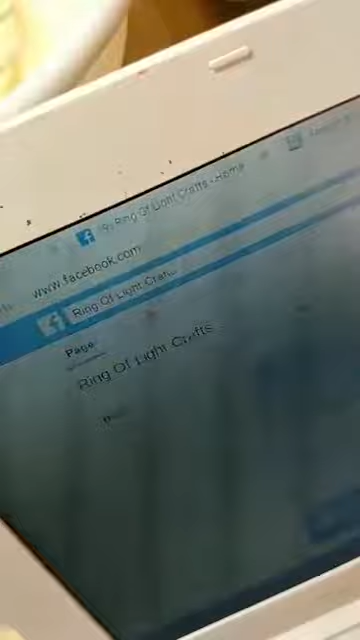 Ring Of Light Crafts - Home
www.facebook.com
Ring Of Light Crafts
Page
Ring Of Light Crafts